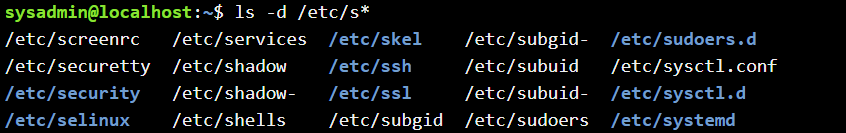 sysadmin@localhost:~$ ls -d /etc/s*
/etc/screenrc /etc/services /etc/skel /etc/subgid- /etc/sudoers.d
/etc/securetty /etc/shadow /etc/ssh /etc/subuid /etc/sysctl.conf
/etc/security /etc/shadow- /etc/ssl /etc/subuid- /etc/sysctl.d
/etc/selinux /etc/shells /etc/subgid /etc/sudoers /etc/systemd